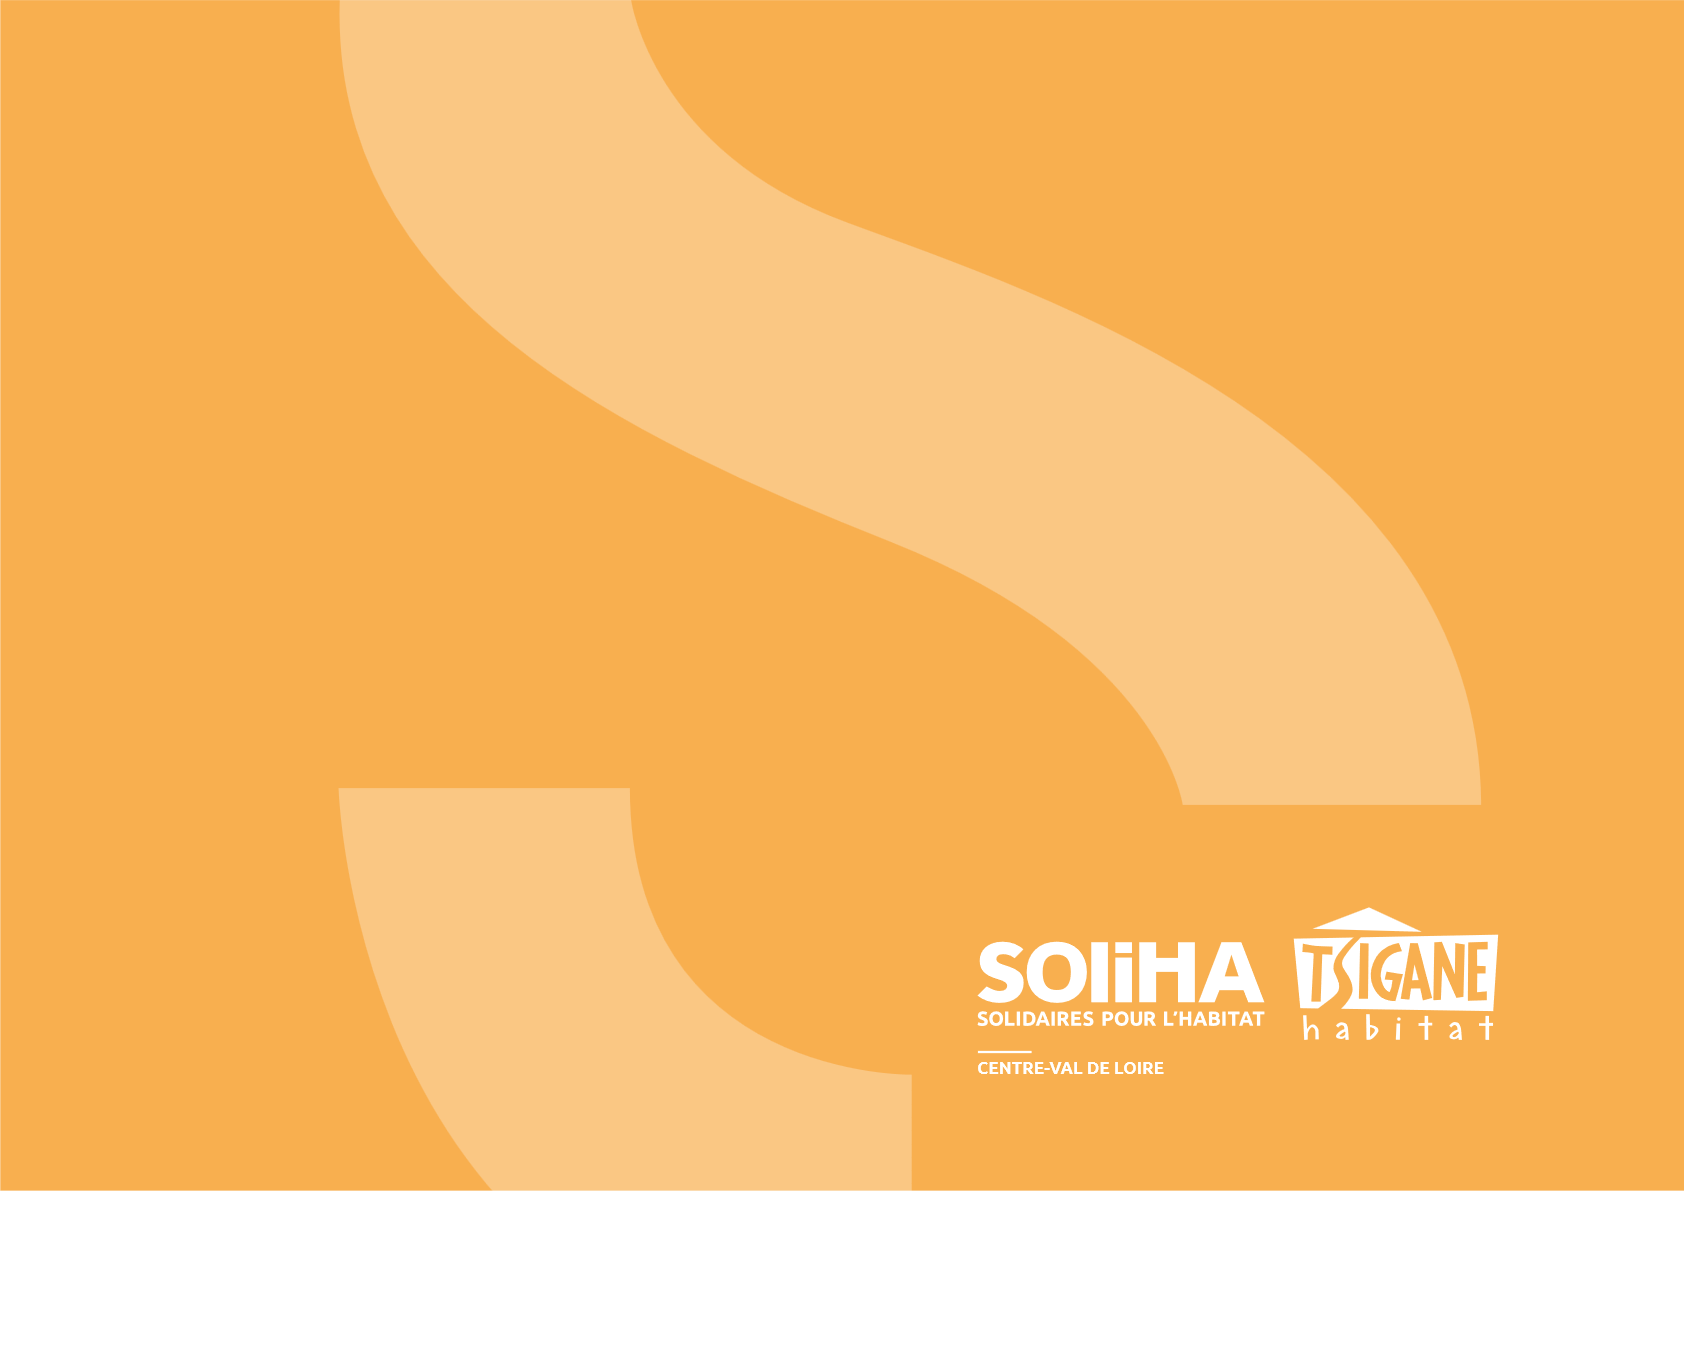 SOLiHA
SOLIDAIRES POUR L'HABITAT
CENTRE-VAL DE LOIRE
TSIGANE
habitat